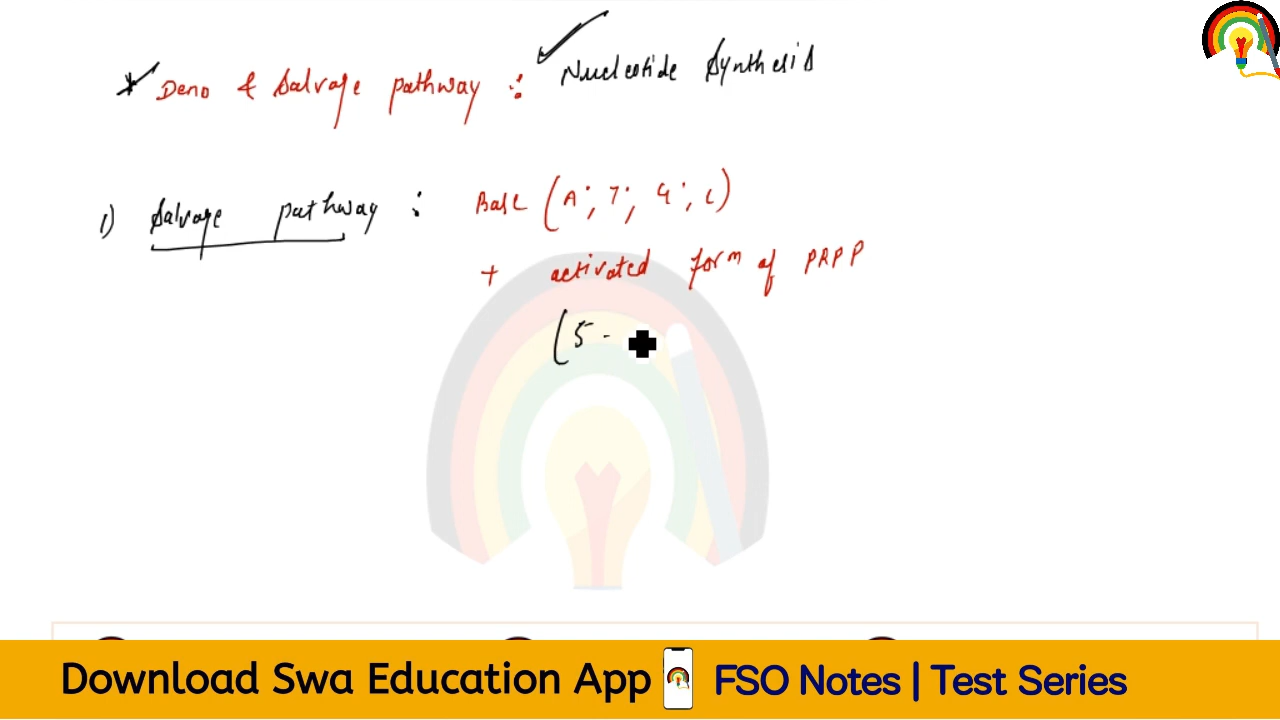 * Deno & Salvage pathway : Nucleotide Synthesis
1) Salvage pathway : Base (A; T; G; C)
+ activated form of PRPP
(5 -
Download Swa Education App FSO Notes | Test Series